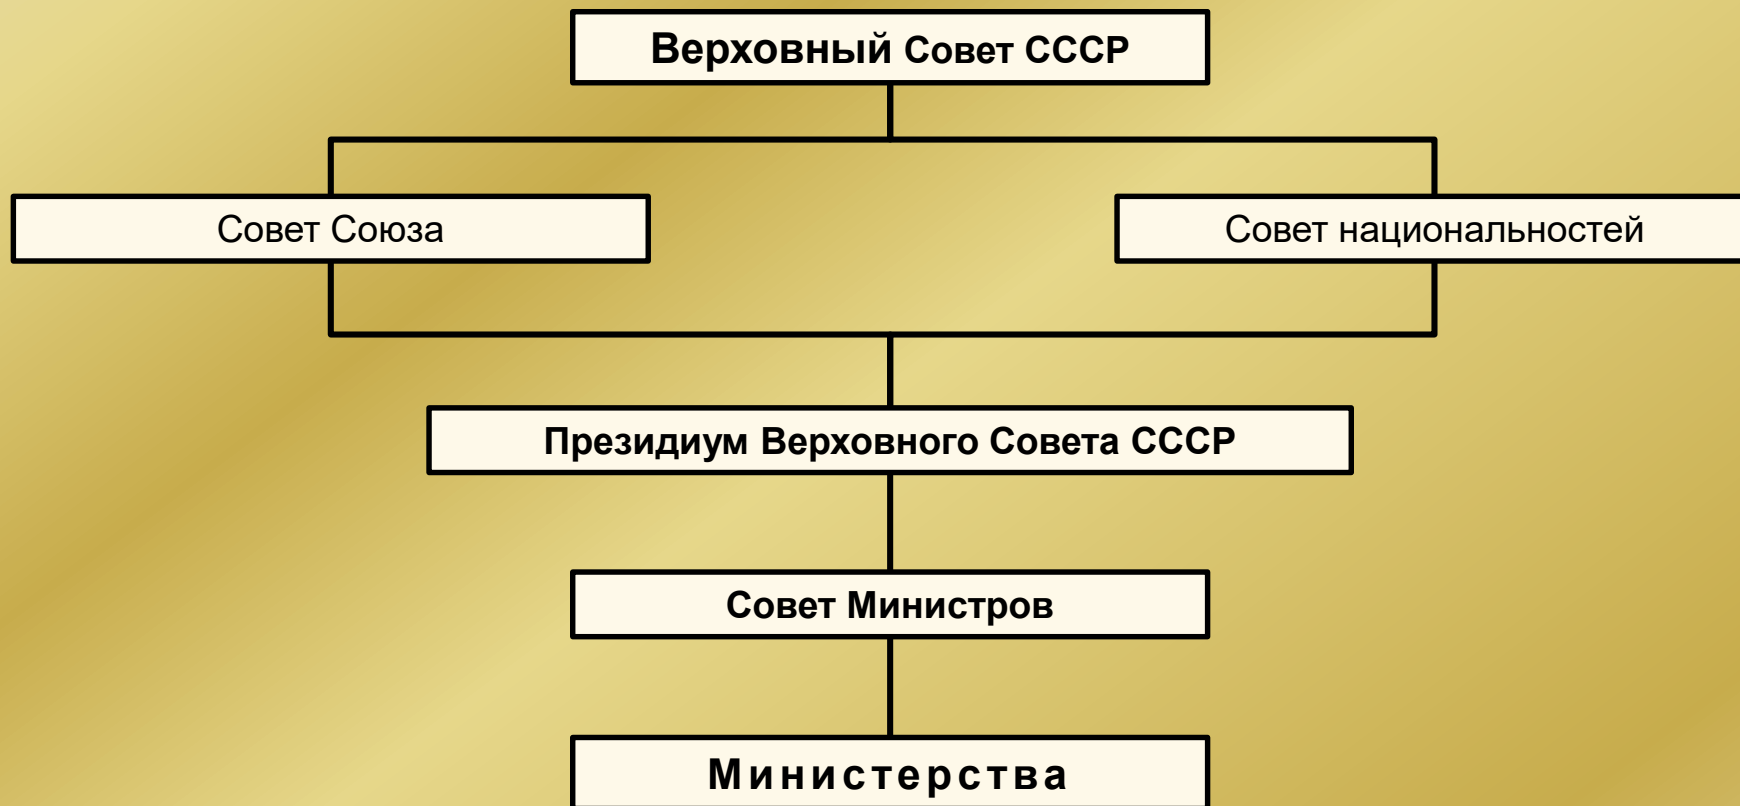 Верховный Совет СССР
Совет Союза
Совет национальностей
Президиум Верховного Совета СССР
Совет Министров
Министерства